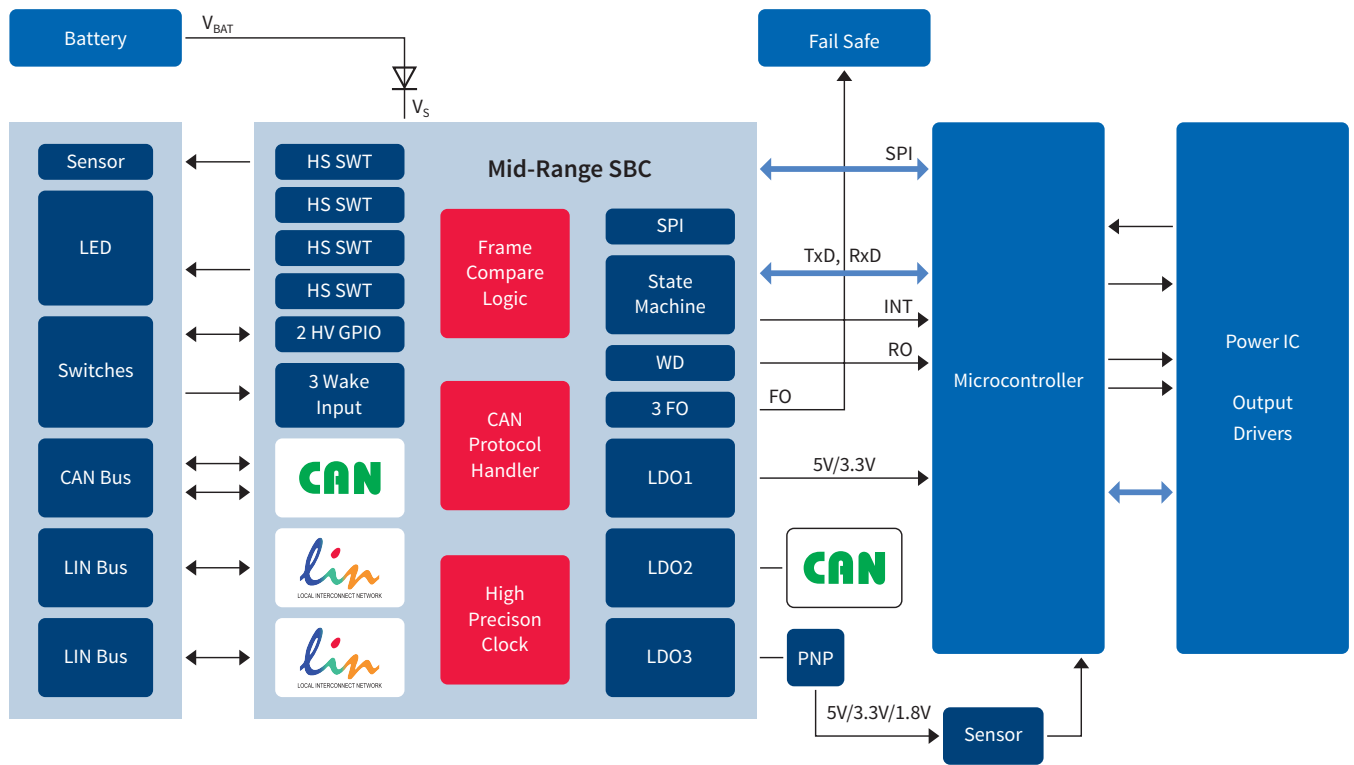 Battery
VBAT
VS
Fail Safe
Sensor
LED
Switches
CAN Bus
LIN Bus
LIN Bus
Mid-Range SBC
HS SWT
HS SWT
HS SWT
HS SWT
2 HV GPIO
3 Wake
Input
CAN
lin
LOCAL INTERCONNECT NETWORK
lin
LOCAL INTERCONNECT NETWORK
Frame
Compare
Logic
CAN
Protocol
Handler
High
Precison
Clock
SPI
State
Machine
WD
3 FO
LDO1
LDO2
LDO3
SPI
TxD, RxD
INT
RO
FO
5V/3.3V
CAN
PNP
5V/3.3V/1.8V
Sensor
Microcontroller
Power IC
Output
Drivers